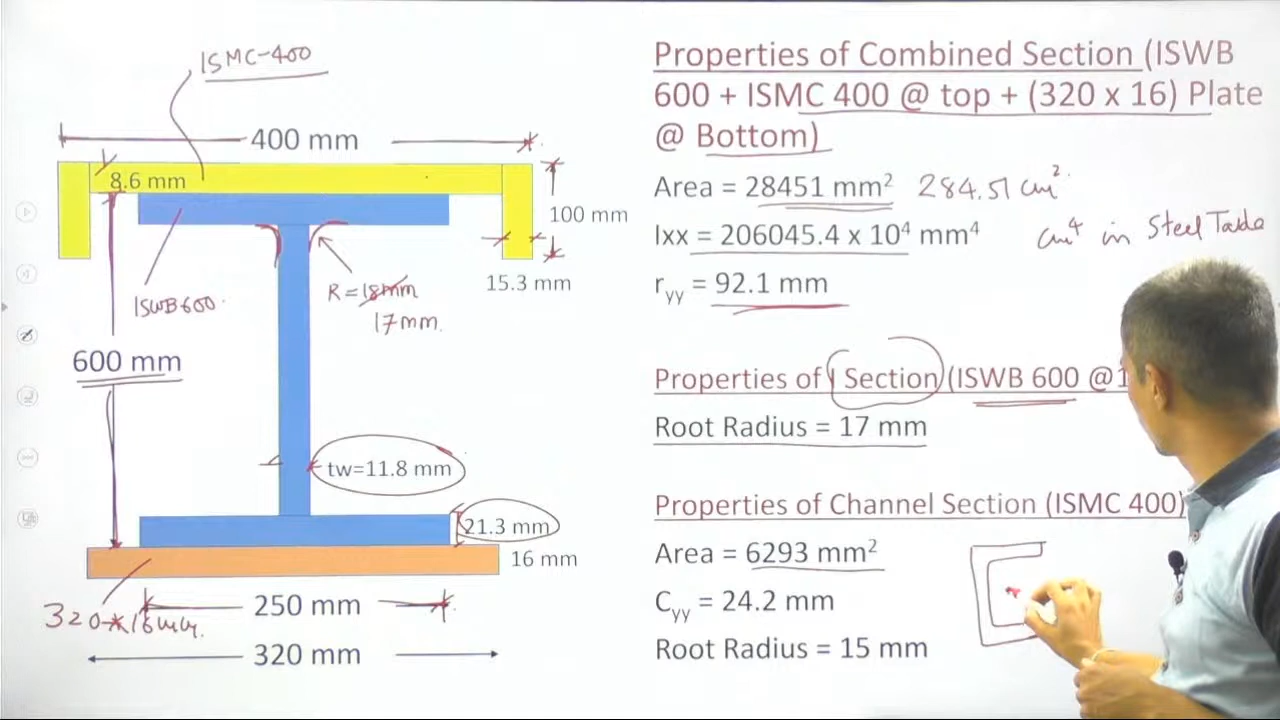 ISMC-400
400 mm
8.6 mm
100 mm
15.3 mm
ISWB600
R = 18mm
17mm.
600 mm
tw=11.8 mm
21.3 mm
16 mm
320*16mm.
250 mm
320 mm
Properties of Combined Section (ISWB
600 + ISMC 400 @ top + (320 x 16) Plate
@ Bottom)
Area = 28451 mm² 284.51 cm²
Ixx = 206045.4 x 10⁴ mm⁴ cm⁴ in Steel Table
ryy = 92.1 mm
Properties of I Section (ISWB 600 @1
Root Radius = 17 mm
Properties of Channel Section (ISMC 400)
Area = 6293 mm²
Cyy = 24.2 mm
Root Radius = 15 mm